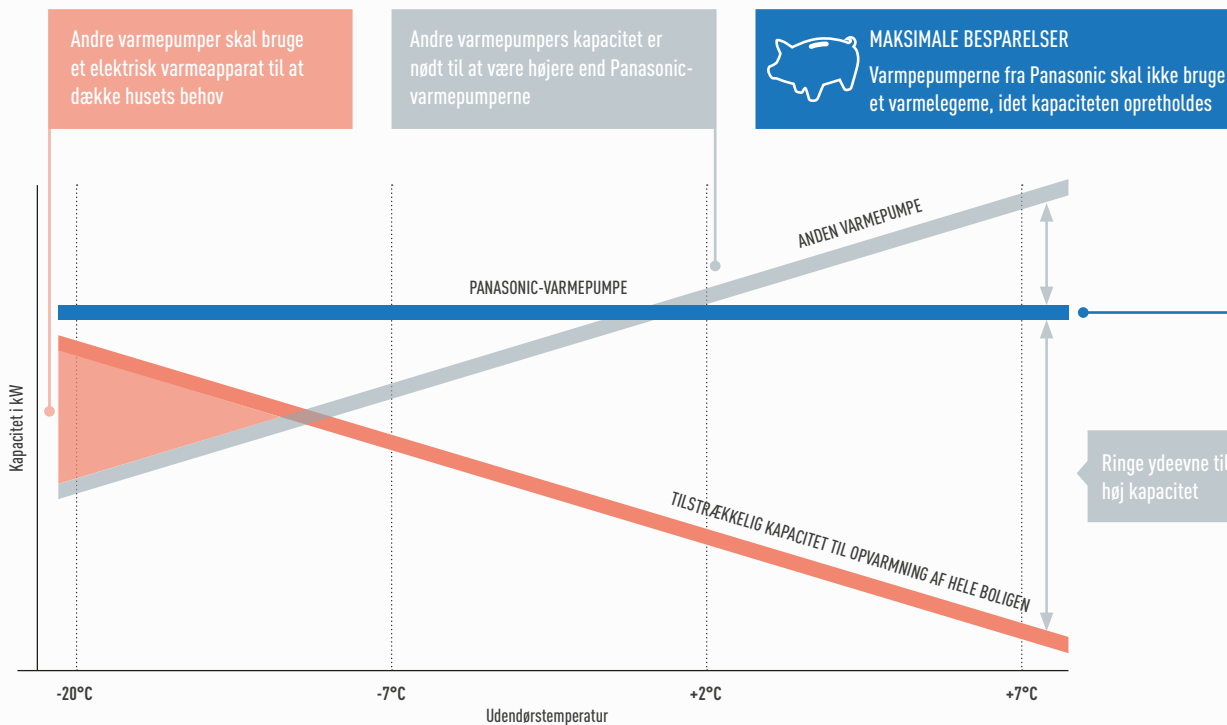 Andre varmepumper skal bruge
et elektrisk varmeapparat til at
dække husets behov
Andre varmepumpers kapacitet er
nødt til at være højere end Panasonic-
varmepumperne
MAKSIMALE BESPARELSER
Varmpepumperne fra Panasonic skal ikke bruge
et varmelegeme, idet kapaciteten opretholdes
ANDEN VARMEPUMPE
PANASONIC-VARMEPUMPE
Kapacitet i kW
Ringe ydeevne til
høj kapacitet
TILSTRÆKKELIG KAPACITET TIL OPVARMNING AF HELE BOLIGEN
-20°C
-7°C
+2°C
+7°C
Udendørstemperatur